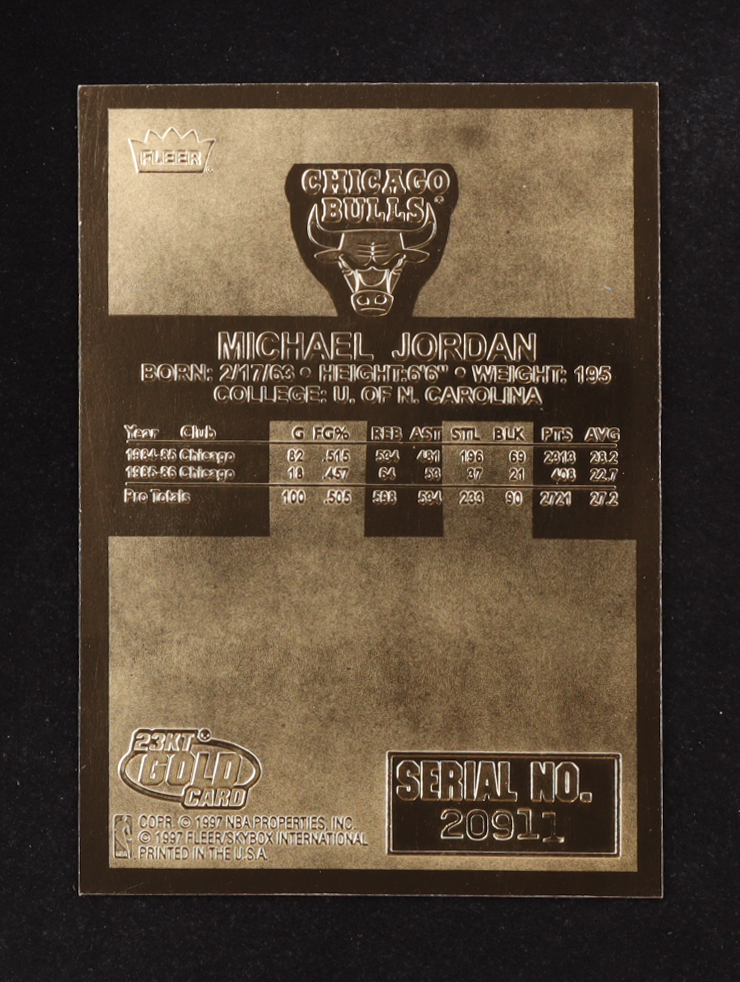 FLEER
CHICAGO
BULLS
MICHAEL JORDAN
BORN: 2/17/63 • HEIGHT:6'6" • WEIGHT: 195
COLLEGE: U. OF N. CAROLINA
Year Club G FG% REB AST STL BLK PTS AVG
1984-85 Chicago 82 .515 534 481 196 69 2313 28.2
1985-86 Chicago 18 .457 64 53 37 21 408 22.7
Pro Totals 100 .505 598 534 233 90 2721 27.2
23KT
GOLD
CARD
SERIAL NO.
20911
COPR. © 1997 NBA PROPERTIES, INC.
© 1997 FLEER/SKYBOX INTERNATIONAL
PRINTED IN THE U.S.A.